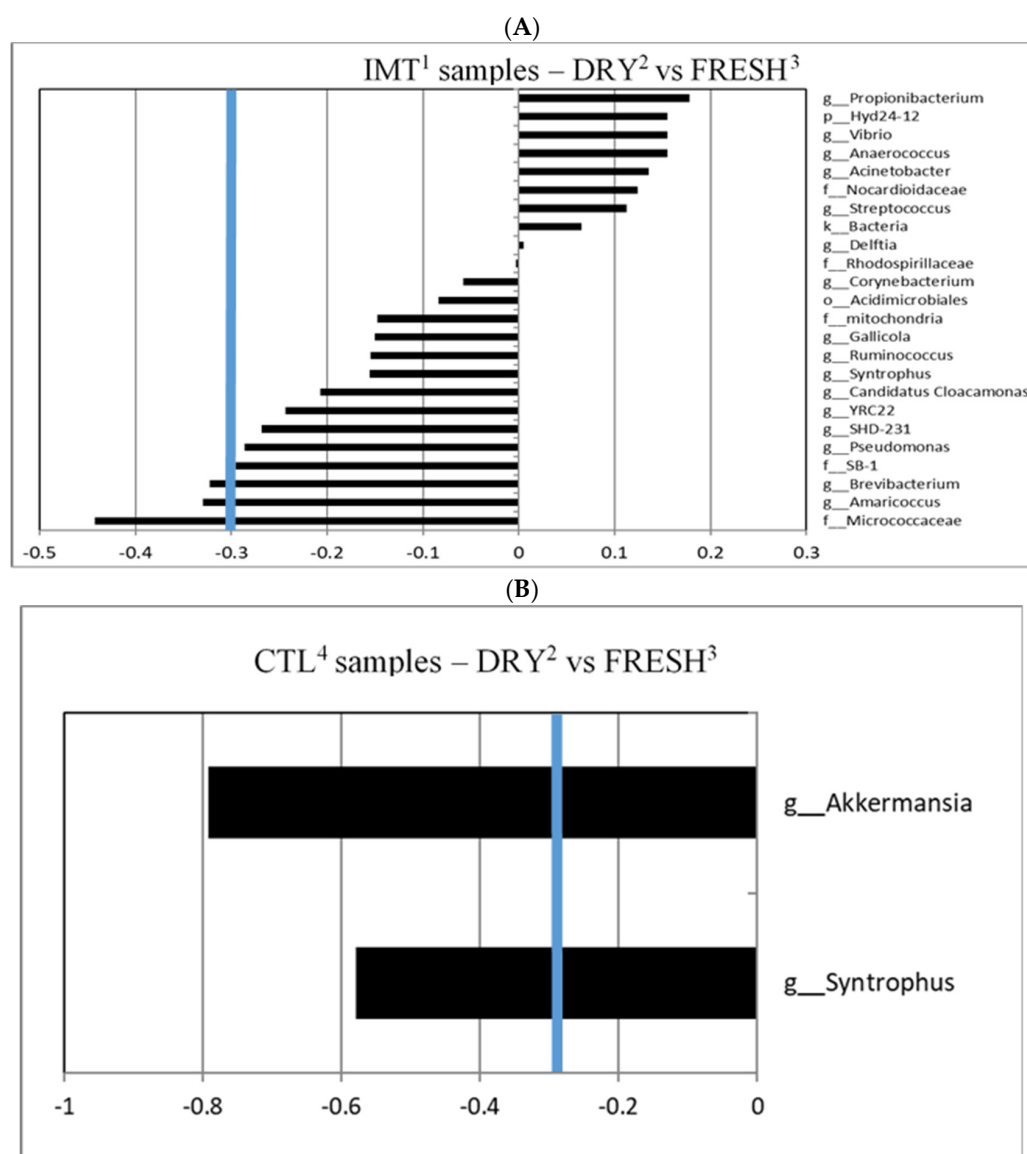 (A)
IMT¹ samples – DRY² vs FRESH³
g__Propionibacterium
p__Hyd24-12
g__Vibrio
g__Anaerococcus
g__Acinetobacter
f__Nocardioidaceae
g__Streptococcus
k__Bacteria
g__Delftia
f__Rhodospirillaceae
g__Corynebacterium
o__Acidimicrobiales
f__mitochondria
g__Gallicola
g__Ruminococcus
g__Syntrophus
g__Candidatus Cloacamonas
g__YRC22
g__SHD-231
g__Pseudomonas
f__SB-1
g__Brevibacterium
g__Amaricoccus
f__Micrococcaceae
-0.5 -0.4 -0.3 -0.2 -0.1 0 0.1 0.2 0.3
(B)
CTL⁴ samples – DRY² vs FRESH³
g__Akkermansia
g__Syntrophus
-1 -0.8 -0.6 -0.4 -0.2 0